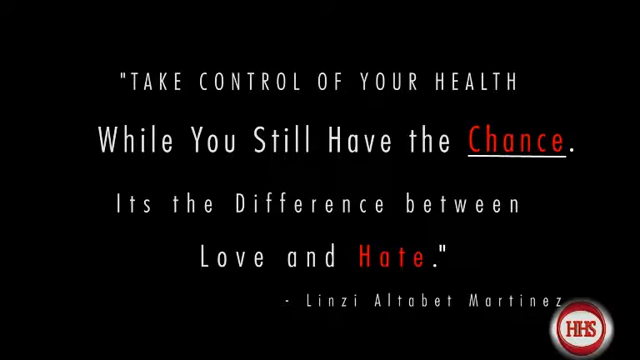 "TAKE CONTROL OF YOUR HEALTH
While You Still Have the Chance.
Its the Difference between
Love and Hate."
- Linzi Altabet Martinez
HHS